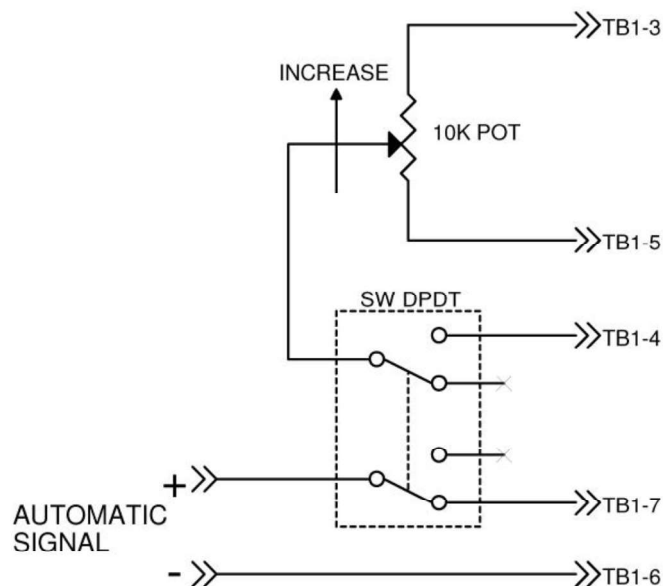 TB1-3
INCREASE
10K POT
TB1-5
SW DPDT
TB1-4
+
TB1-7
AUTOMATIC
SIGNAL
-
TB1-6